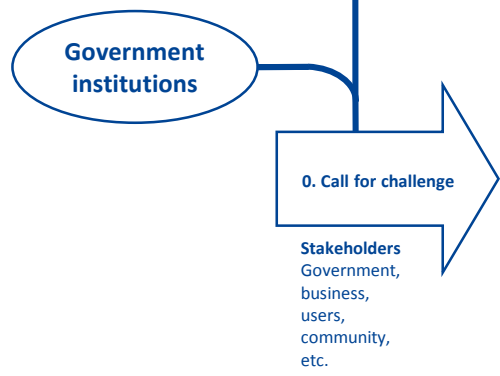 Government
institutions
0. Call for challenge
Stakeholders
Government,
business,
users,
community,
etc.